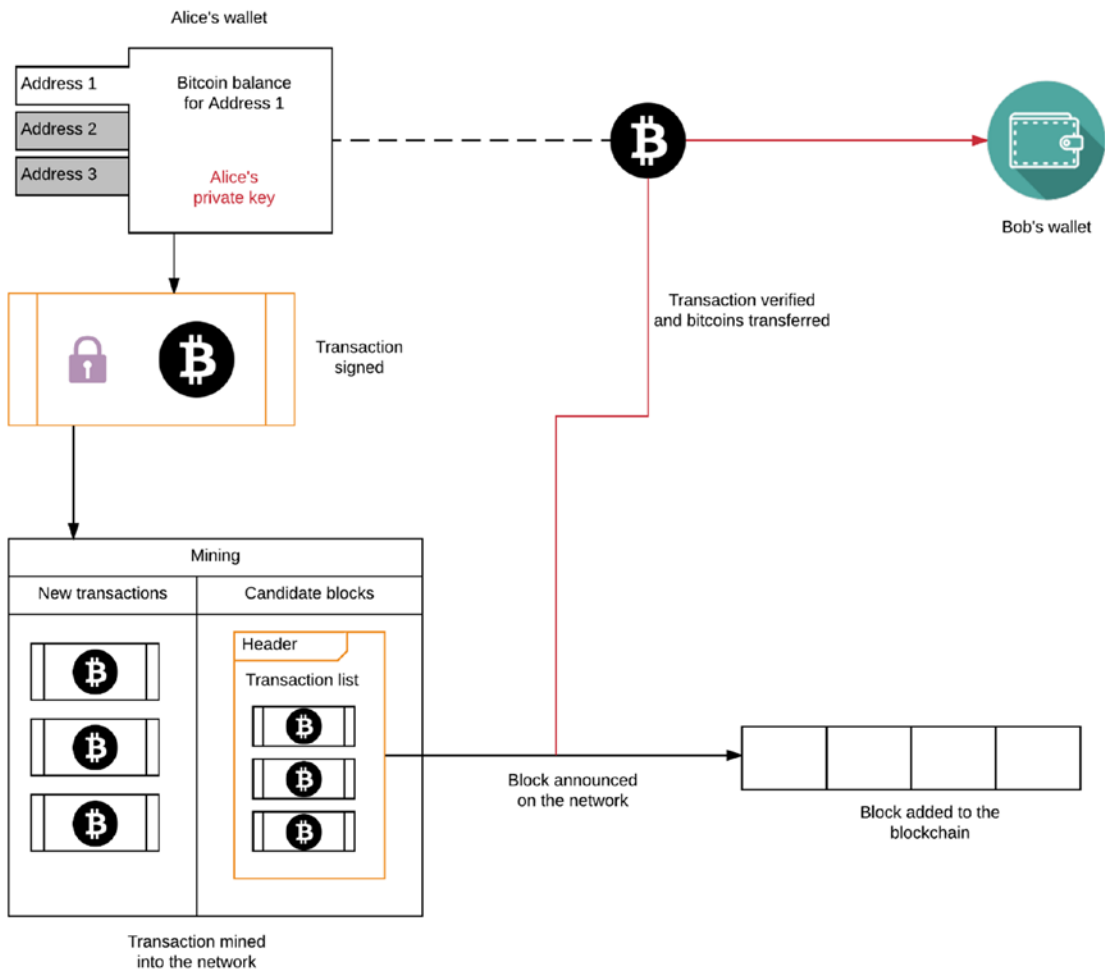 Alice's wallet
Address 1
Address 2
Address 3
Bitcoin balance
for Address 1
Alice's
private key
Bob's wallet
Transaction verified
and bitcoins transferred
Transaction
signed
Mining
New transactions
Candidate blocks
Header
Transaction list
Block announced
on the network
Block added to the
blockchain
Transaction mined
into the network